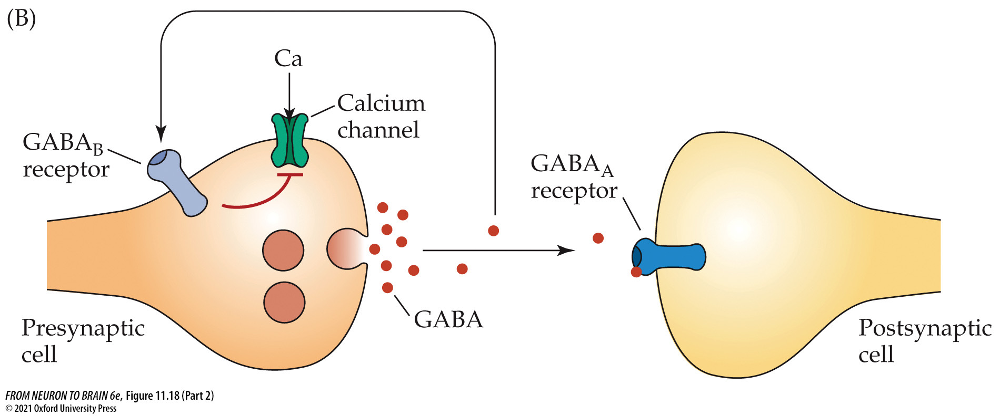 (B)
Ca
Calcium
channel
GABAB
receptor
GABAA
receptor
GABA
Presynaptic
cell
Postsynaptic
cell
FROM NEURON TO BRAIN 6e, Figure 11.18 (Part 2)
© 2021 Oxford University Press